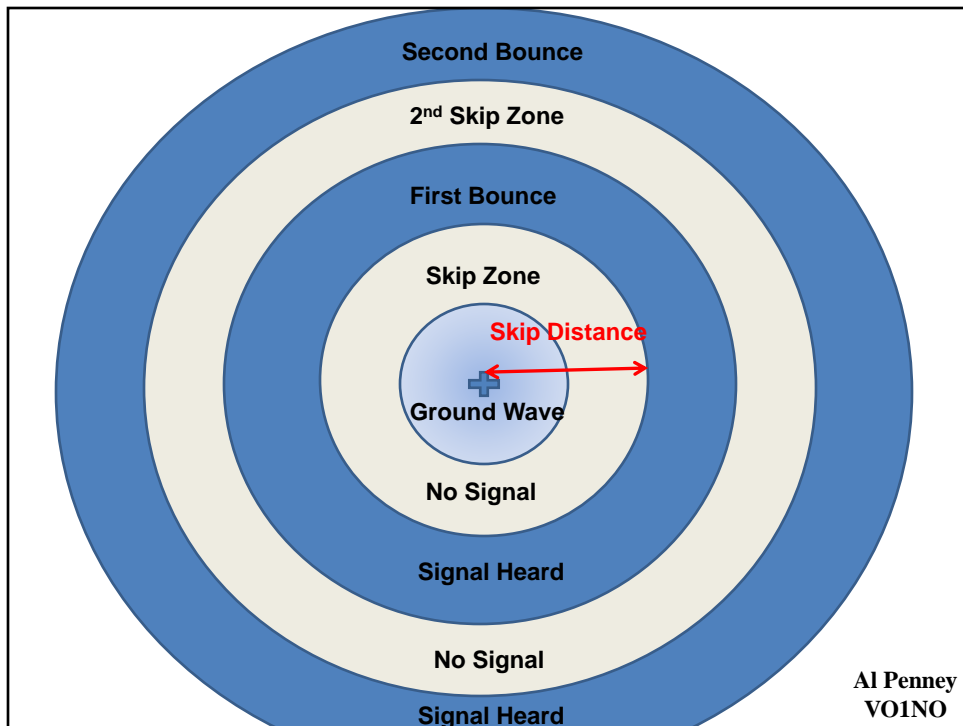 Second Bounce
2nd Skip Zone
First Bounce
Skip Zone
Skip Distance
Ground Wave
No Signal
Signal Heard
No Signal
Signal Heard
Al Penney
VO1NO